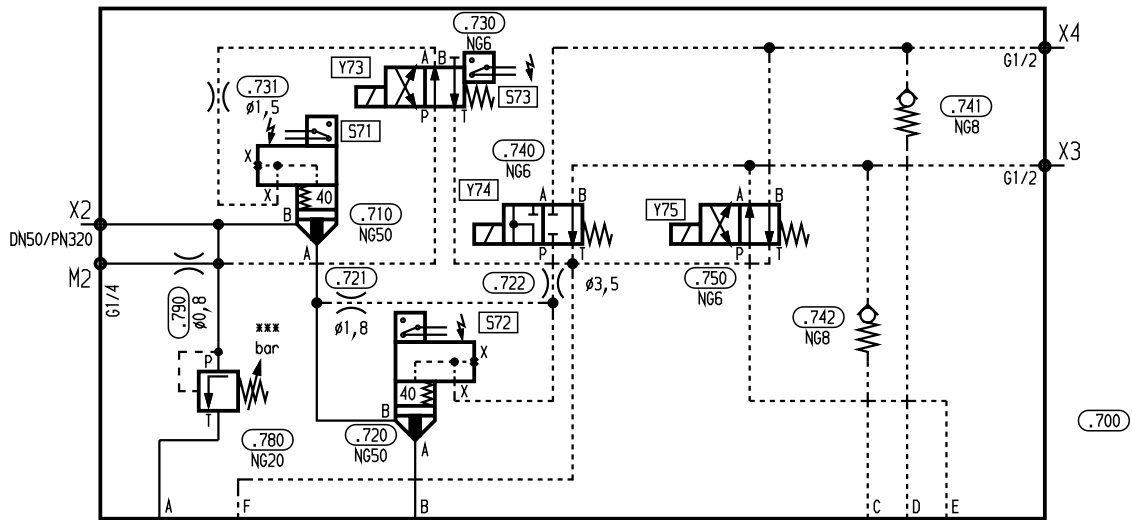 .730
NG6
X4
G1/2
A B
Y73
.731
ø1,5
S73
P T
.741
NG8
S71
X
X
40
.740
NG6
X3
G1/2
Y74
A B
Y75
A B
X2
DN50/PN320
B
.710
NG50
A
P T
P T
M2
G1/4
.721
ø1,8
.722
ø3,5
.750
NG6
.790
ø0,8
*** 
bar
S72
X
X
40
.742
NG8
P
T
B
.720
NG50
A
.780
NG20
.700
A
F
B
C
D
E